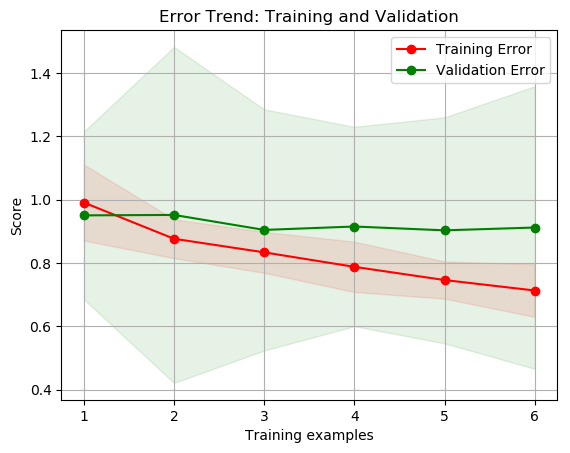 Error Trend: Training and Validation
Training Error
Validation Error
Score
1.4
1.2
1.0
0.8
0.6
0.4
1 2 3 4 5 6
Training examples